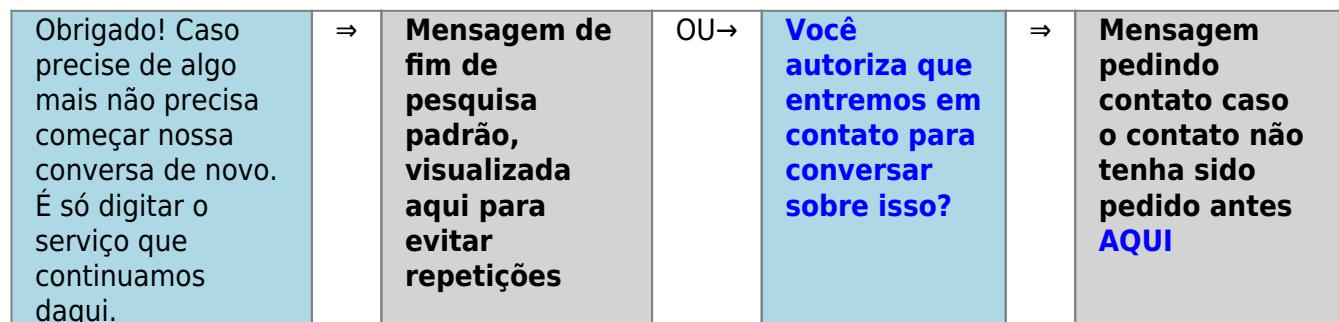 Obrigado! Caso
precise de algo
mais não precisa
começar nossa
conversa de novo.
É só digitar o
serviço que
continuamos
daqui.
⇒
Mensagem de
fim de
pesquisa
padrão,
visualizada
aqui para
evitar
repetições
OU→
Você
autoriza que
entremos em
contato para
conversar
sobre isso?
⇒
Mensagem
pedindo
contato caso
o contato não
tenha sido
pedido antes
AQUI